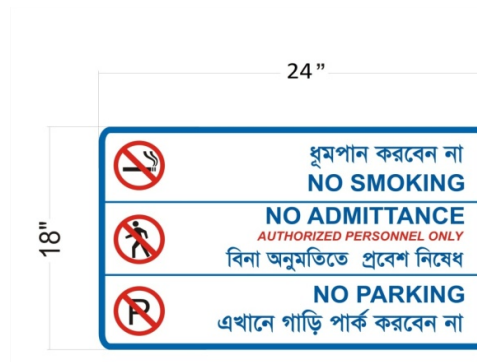 24”
18"
ধূমপান করবেন না
NO SMOKING
NO ADMITTANCE
AUTHORIZED PERSONNEL ONLY
বিনা অনুমতিতে প্রবেশ নিষেধ
P
NO PARKING
এখানে গাড়ি পার্ক করবেন না